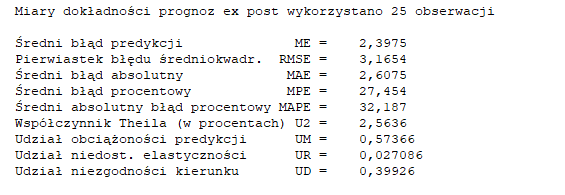 Miary dokładności prognoz ex post wykorzystano 25 obserwacji
Średni błąd predykcji ME = 2,3975
Pierwiastek błędu średniokwadr. RMSE = 3,1654
Średni błąd absolutny MAE = 2,6075
Średni błąd procentowy MPE = 27,454
Średni absolutny błąd procentowy MAPE = 32,187
Współczynnik Theila (w procentach) U2 = 2,5636
Udział obciążoności predykcji UM = 0,57366
Udział niedost. elastyczności UR = 0,027086
Udział niezgodności kierunku UD = 0,39926